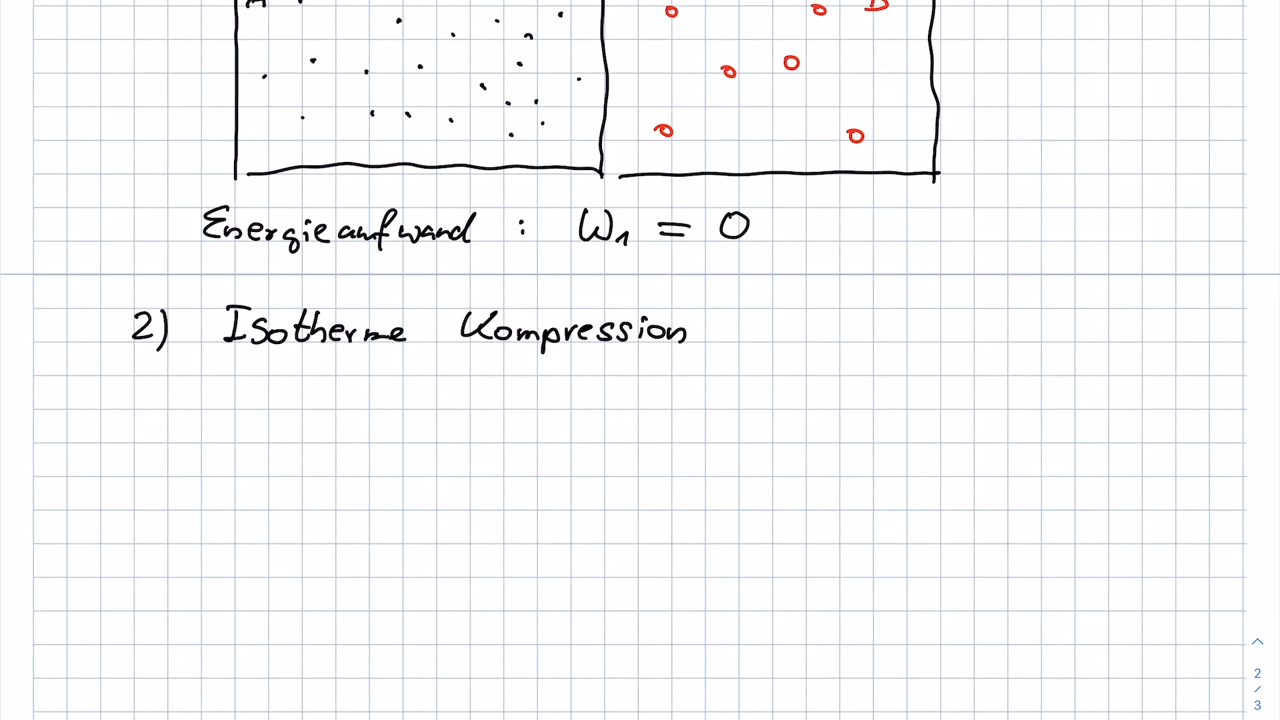 A B
Energieaufwand : W₁ = 0
2) Isotherme Kompression
2
/
3